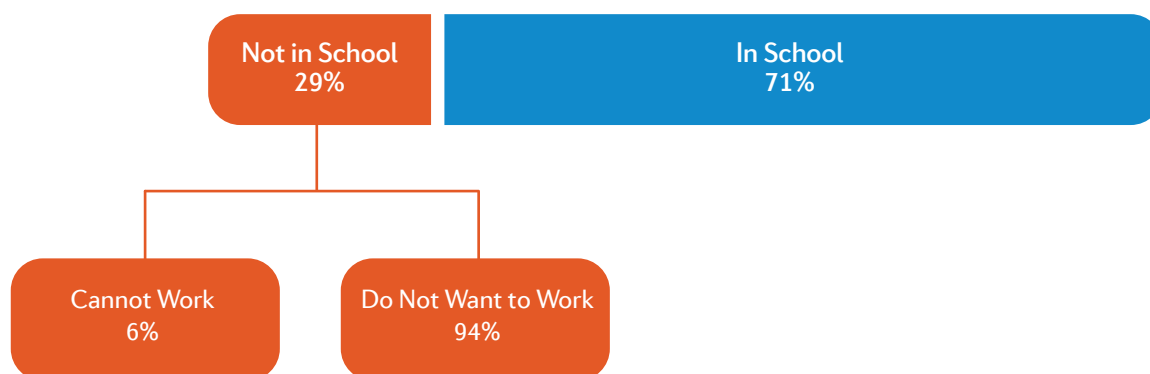 Not in School
29%
In School
71%
Cannot Work
6%
Do Not Want to Work
94%